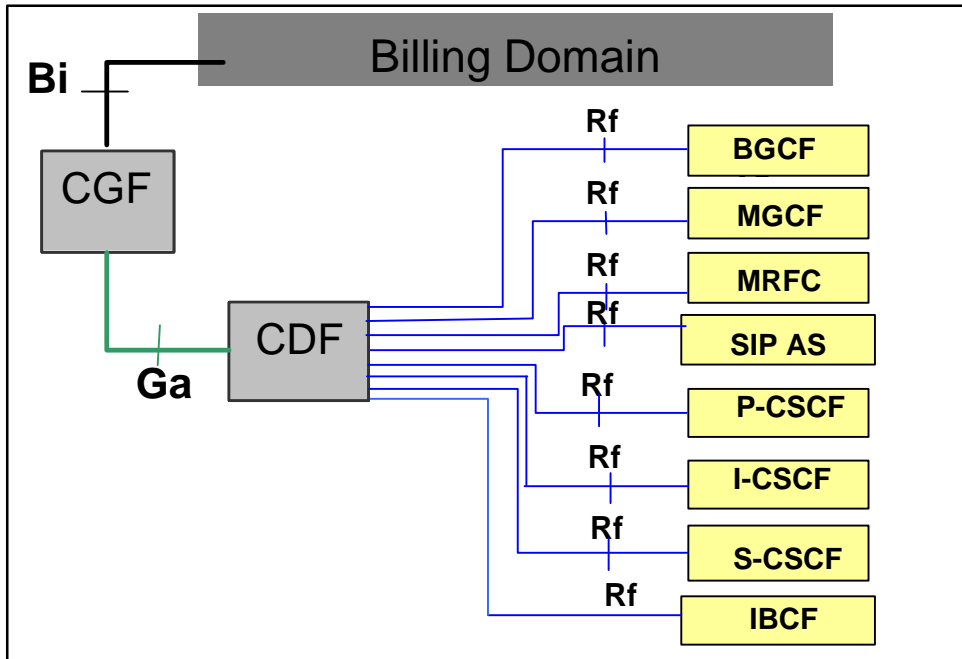 Billing Domain
Bi
CGF
Rf
BGCF
Rf
MGCF
Rf
MRFC
Rf
SIP AS
CDF
Ga
Rf
P-CSCF
Rf
I-CSCF
Rf
S-CSCF
Rf
IBCF